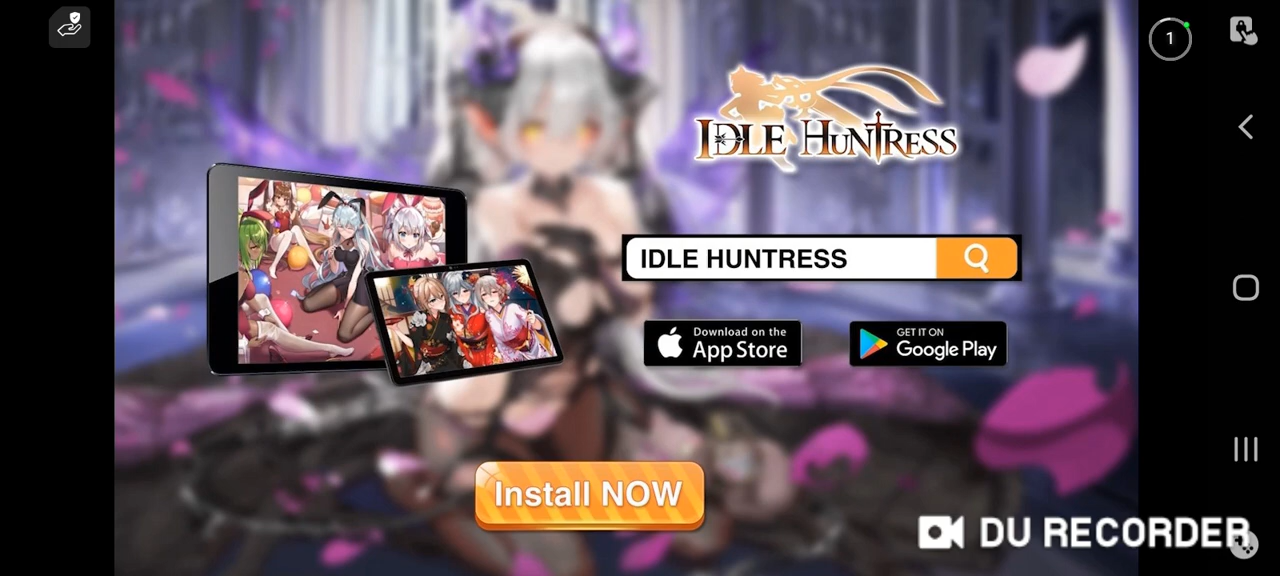 1
IDLE HUNTRESS
IDLE HUNTRESS
Download on the
App Store
GET IT ON
Google Play
Install NOW
DU RECORDER